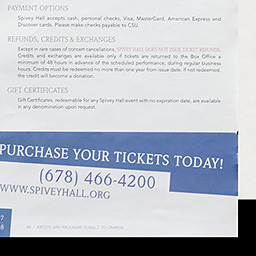 PAYMENT OPTIONS
Spivey Hall accepts cash, personal checks, Visa, MasterCard, American Express and
Discover cards. Please make checks payable to CSU.
REFUNDS, CREDITS & EXCHANGES
Except in rare cases of concert cancellations, SPIVEY HALL DOES NOT ISSUE TICKET REFUNDS.
Credits and exchanges are available only if tickets are returned to the Box Office a
minimum of 48 hours in advance of the scheduled performance, during regular business
hours. Credits must be redeemed no more than one year from issue date. If not redeemed,
the credit will become a donation.
GIFT CERTIFICATES
Gift Certificates, redeemable for any Spivey Hall event with no expiration date, are available
in any denomination upon request.
PURCHASE YOUR TICKETS TODAY!
(678) 466-4200
WWW.SPIVEYHALL.ORG
7
8
ARTISTS AND PROGRAMS SUBJECT TO CHANGE